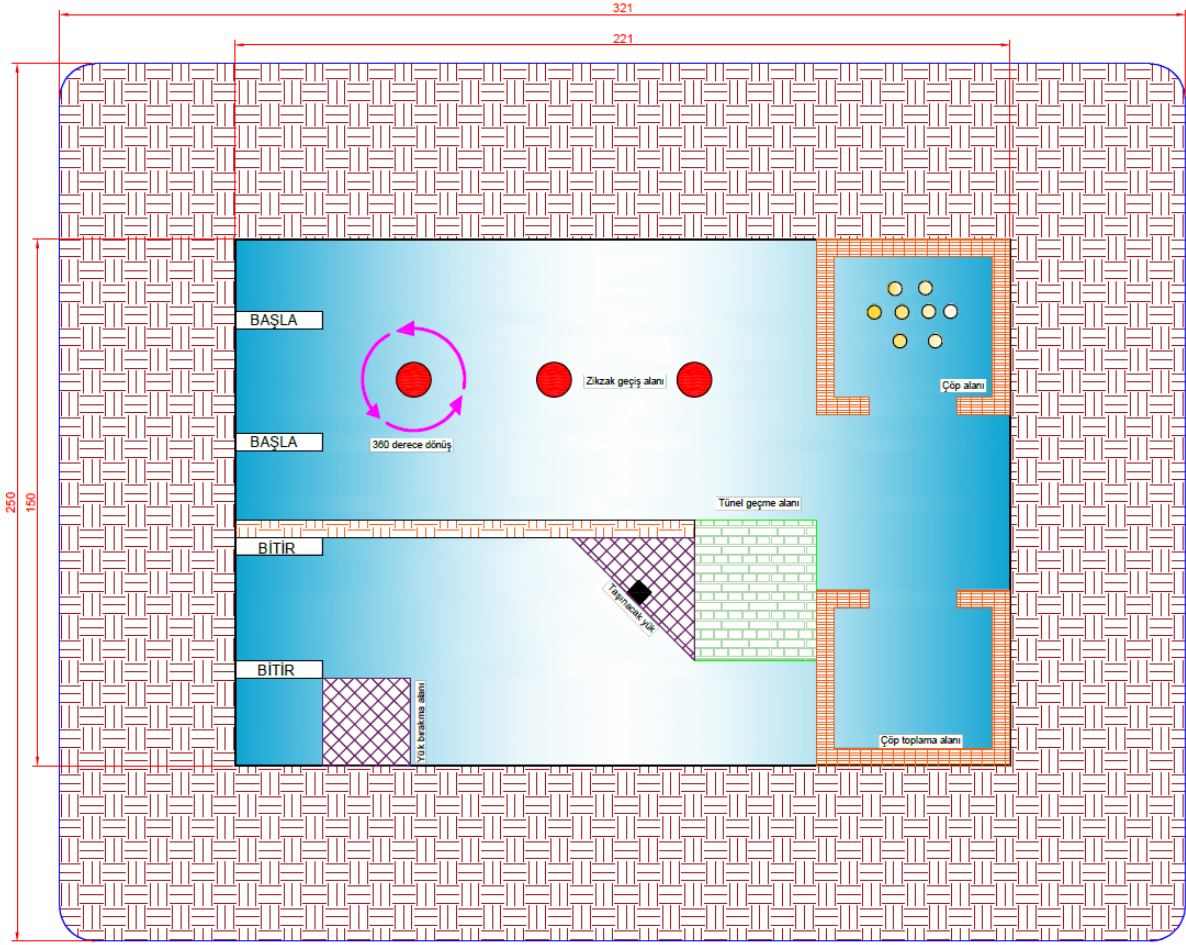 321
221
BAŞLA
Zikzak geçiş alanı
Çöp alanı
BAŞLA
360 derece dönüş
250
150
Tünel geçme alanı
BİTİR
Taşınacak yük
BİTİR
Yük bırakma alanı
Çöp toplama alanı